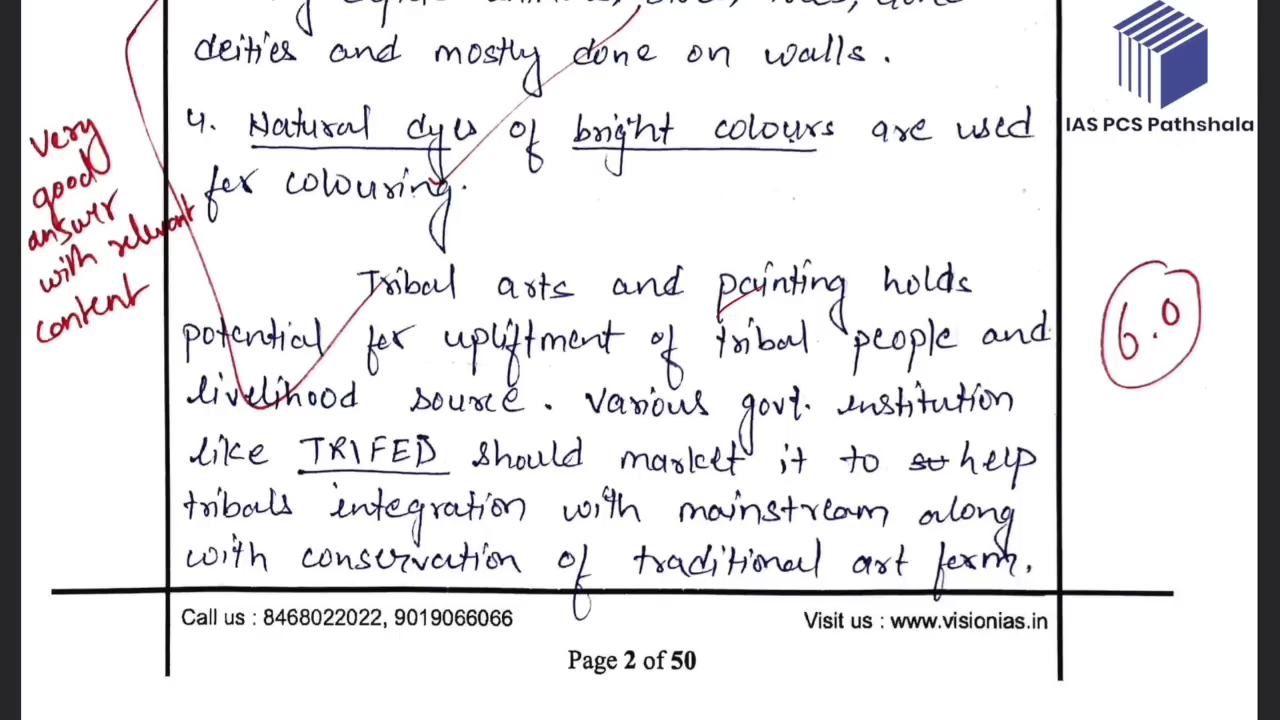 deities and mostly done on walls.
4. Natural dyes of bright colours are used
for colouring.
Tribal arts and painting holds
potential for upliftment of tribal people and
livelihood source. Various govt. institution
like TRIFED should market it to help
tribals integration with mainstream along
with conservation of traditional art form.
very
good
answer
with relevant
content
IAS PCS Pathshala
6.0
Call us : 8468022022, 9019066066
Visit us : www.visionias.in
Page 2 of 50